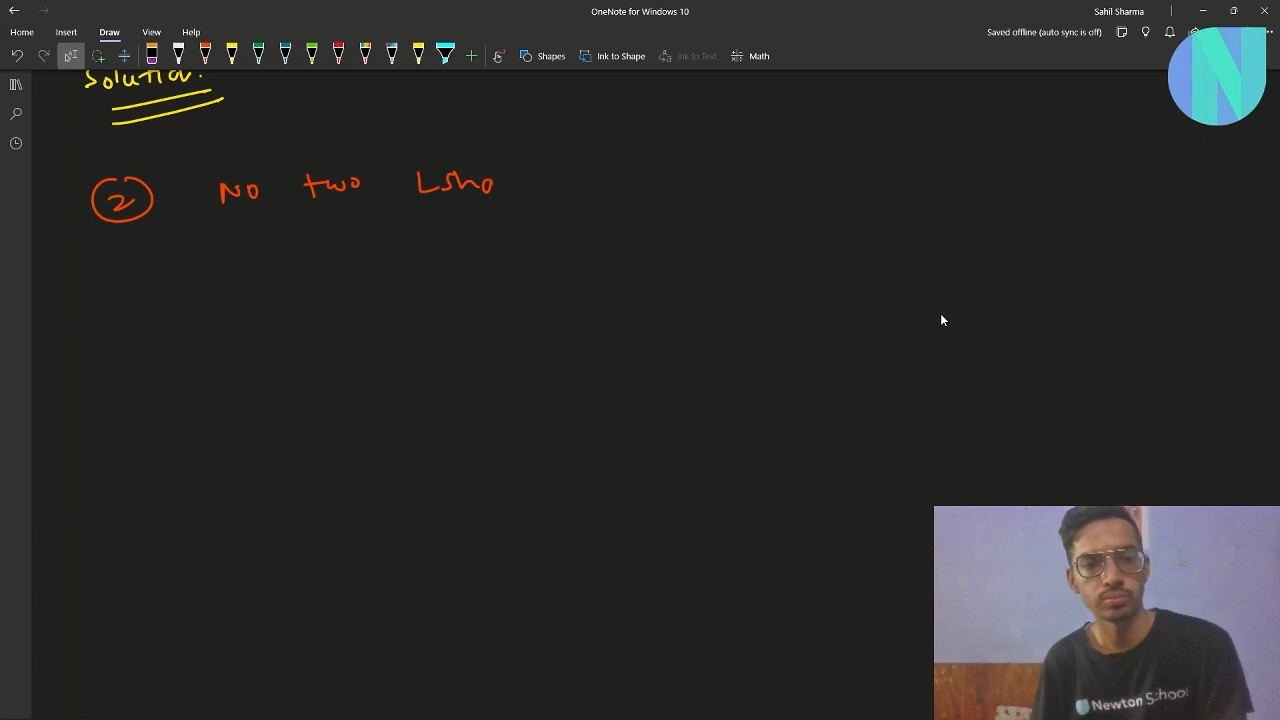 OneNote for Windows 10
Sahil Sharma
Home Insert Draw View Help
Saved offline (auto sync is off)
Shapes Ink to Shape Ink to Text Math
Solution.
2 No two Lsha
N
Newton School